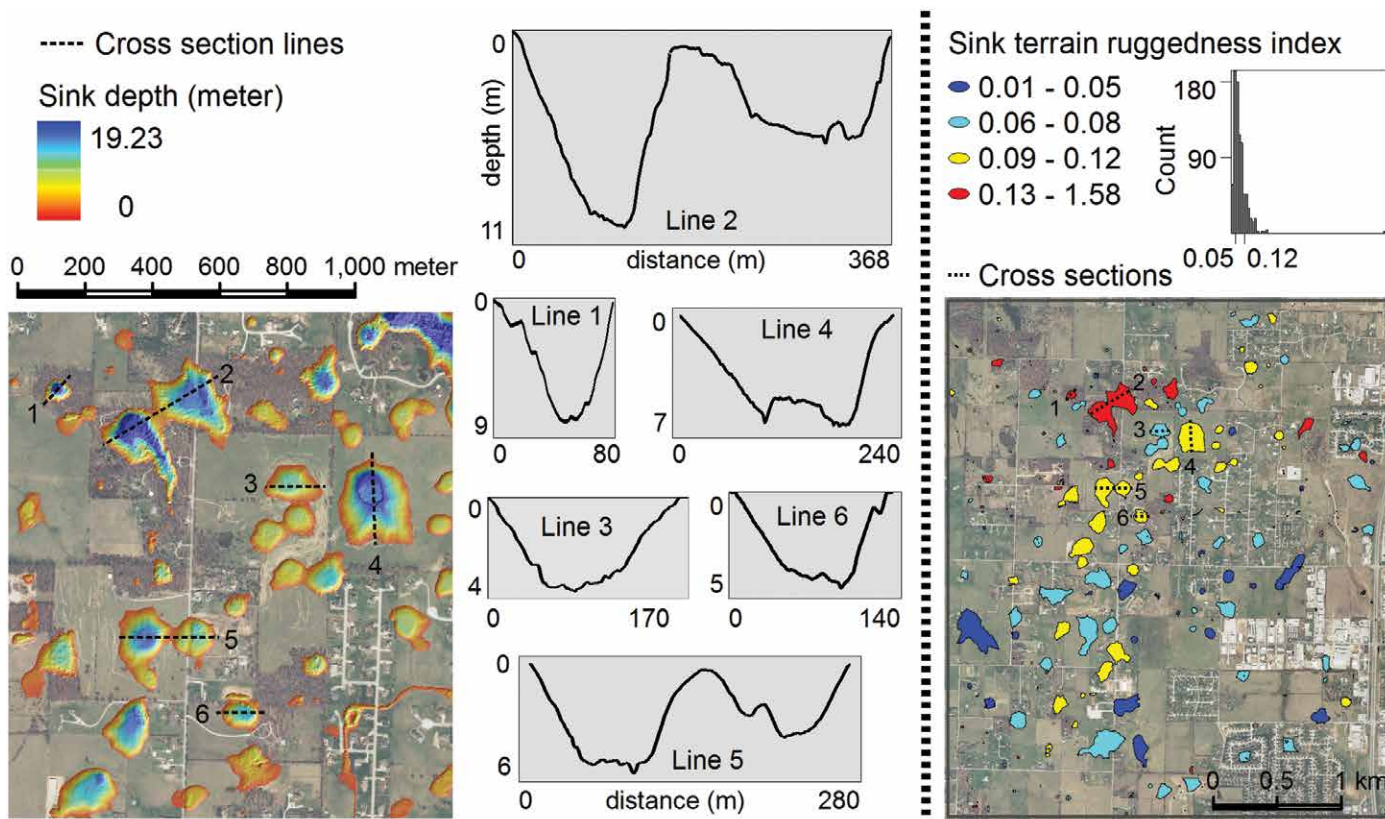 Cross section lines
Sink depth (meter)
19.23
0
0 200 400 600 800 1,000 meter
1
2
3
4
5
6
0
depth (m)
11
Line 2
0 distance (m) 368
0
Line 1
9
0 80
0
Line 4
7
0 240
0
Line 3
4
0 170
0
Line 6
5
0 140
0
6
Line 5
0 distance (m) 280
Sink terrain ruggedness index
0.01 - 0.05
0.06 - 0.08
0.09 - 0.12
0.13 - 1.58
180
Count
90
0.05 0.12
Cross sections
1
2
3
4
5
6
0 0.5 1 km